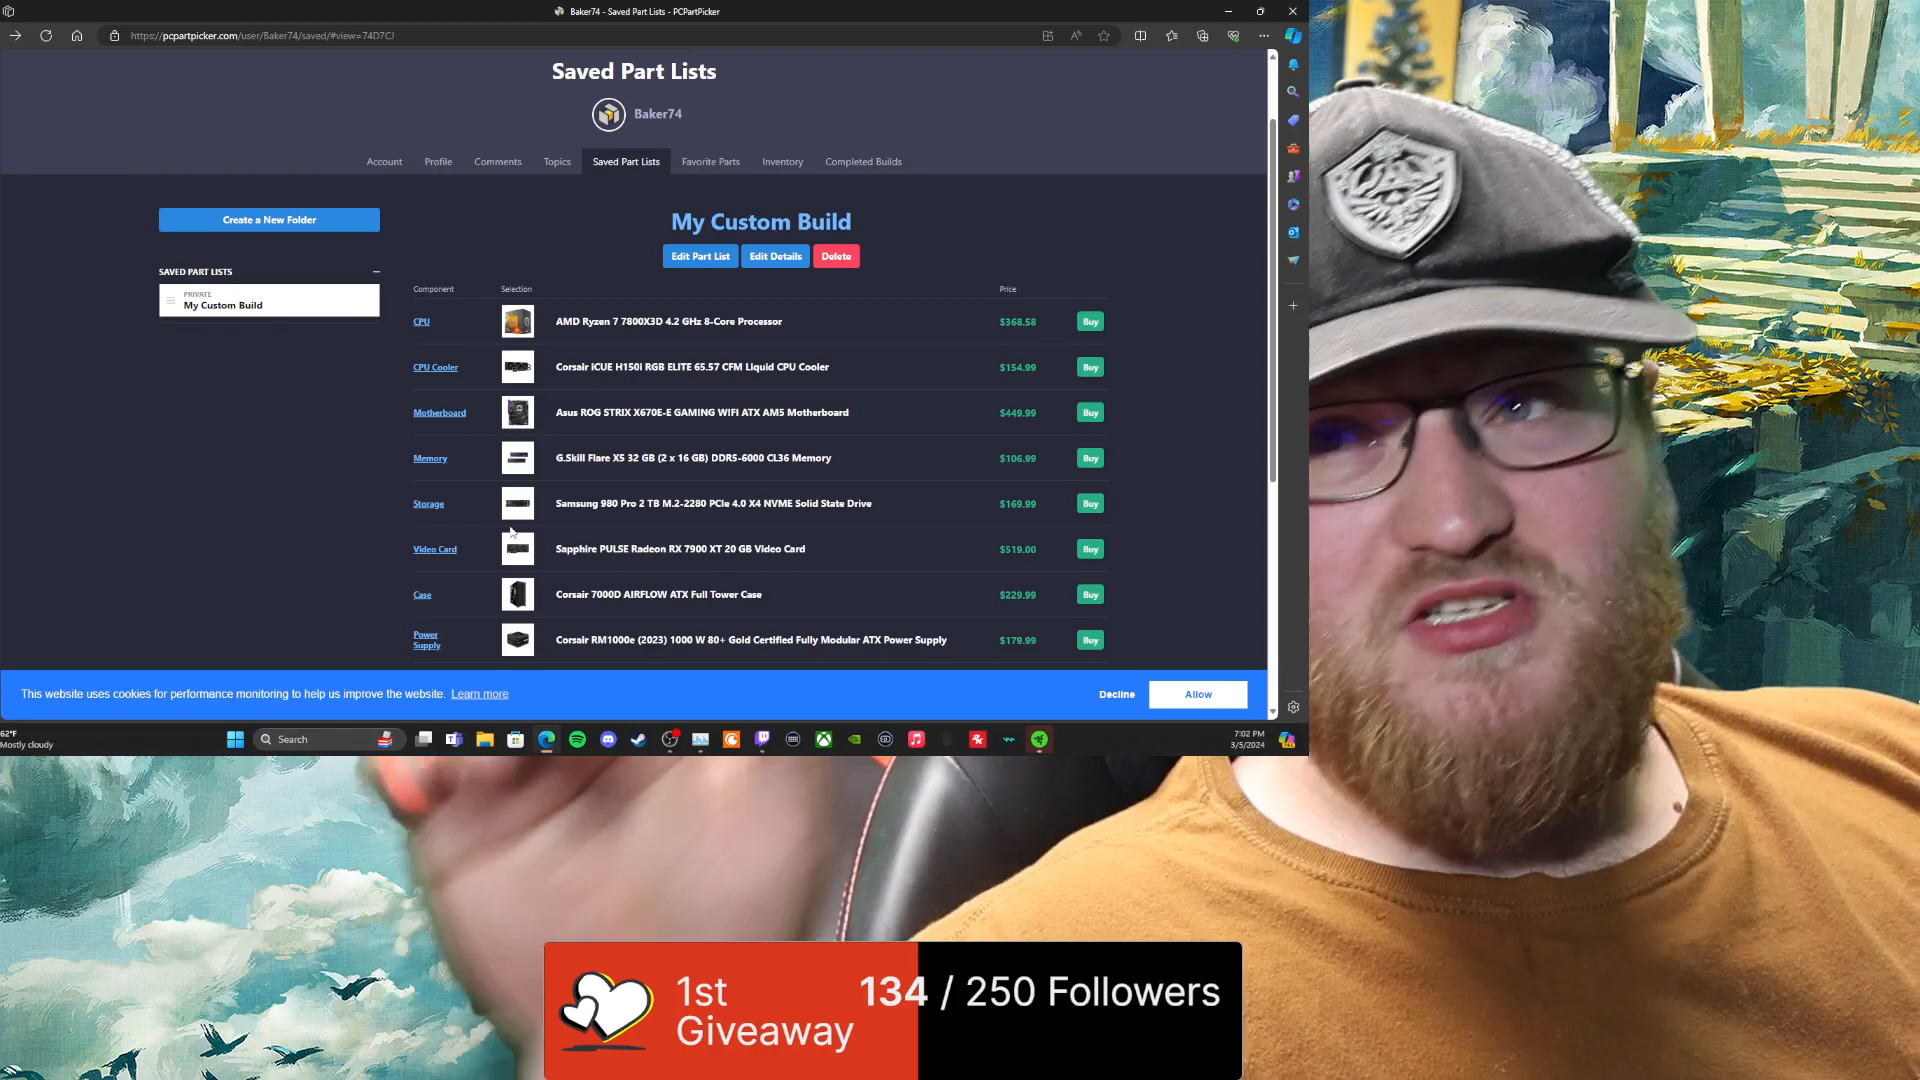 Baker74 - Saved Part Lists - PCPartPicker
https://pcpartpicker.com/user/Baker74/saved/#view=74D7CJ
Saved Part Lists
Baker74
Account Profile Comments Topics Saved Part Lists Favorite Parts Inventory Completed Builds
Create a New Folder
SAVED PART LISTS
PRIVATE
My Custom Build
My Custom Build
Edit Part List Edit Details Delete
Component Selection Price
CPU AMD Ryzen 7 7800X3D 4.2 GHz 8-Core Processor $368.58 Buy
CPU Cooler Corsair iCUE H150i RGB ELITE 65.57 CFM Liquid CPU Cooler $154.99 Buy
Motherboard Asus ROG STRIX X670E-E GAMING WIFI ATX AM5 Motherboard $449.99 Buy
Memory G.Skill Flare X5 32 GB (2 x 16 GB) DDR5-6000 CL36 Memory $106.99 Buy
Storage Samsung 980 Pro 2 TB M.2-2280 PCIe 4.0 X4 NVME Solid State Drive $169.99 Buy
Video Card Sapphire PULSE Radeon RX 7900 XT 20 GB Video Card $519.00 Buy
Case Corsair 7000D AIRFLOW ATX Full Tower Case $229.99 Buy
Power Supply Corsair RM1000e (2023) 1000 W 80+ Gold Certified Fully Modular ATX Power Supply $179.99 Buy
This website uses cookies for performance monitoring to help us improve the website. Learn more Decline Allow
62°F
Mostly cloudy
Search
7:02 PM
3/5/2024
1st
Giveaway
134 / 250 Followers